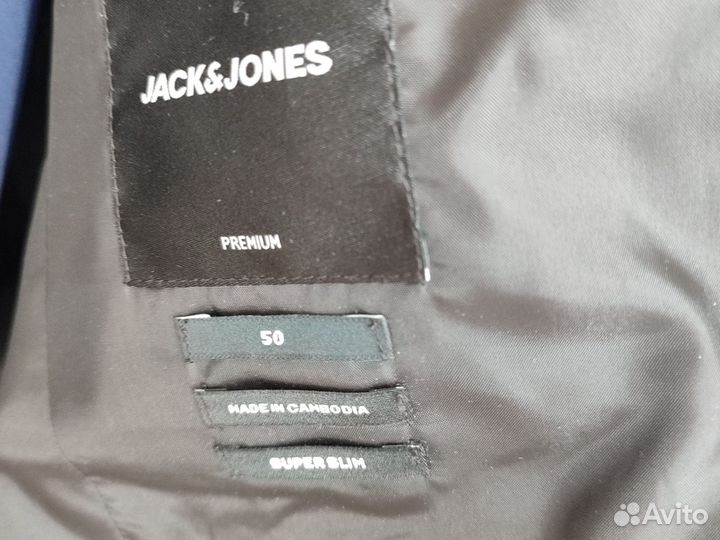 JACK&JONES
PREMIUM
50
MADE IN CAMBODIA
SUPER SLIM
Avito